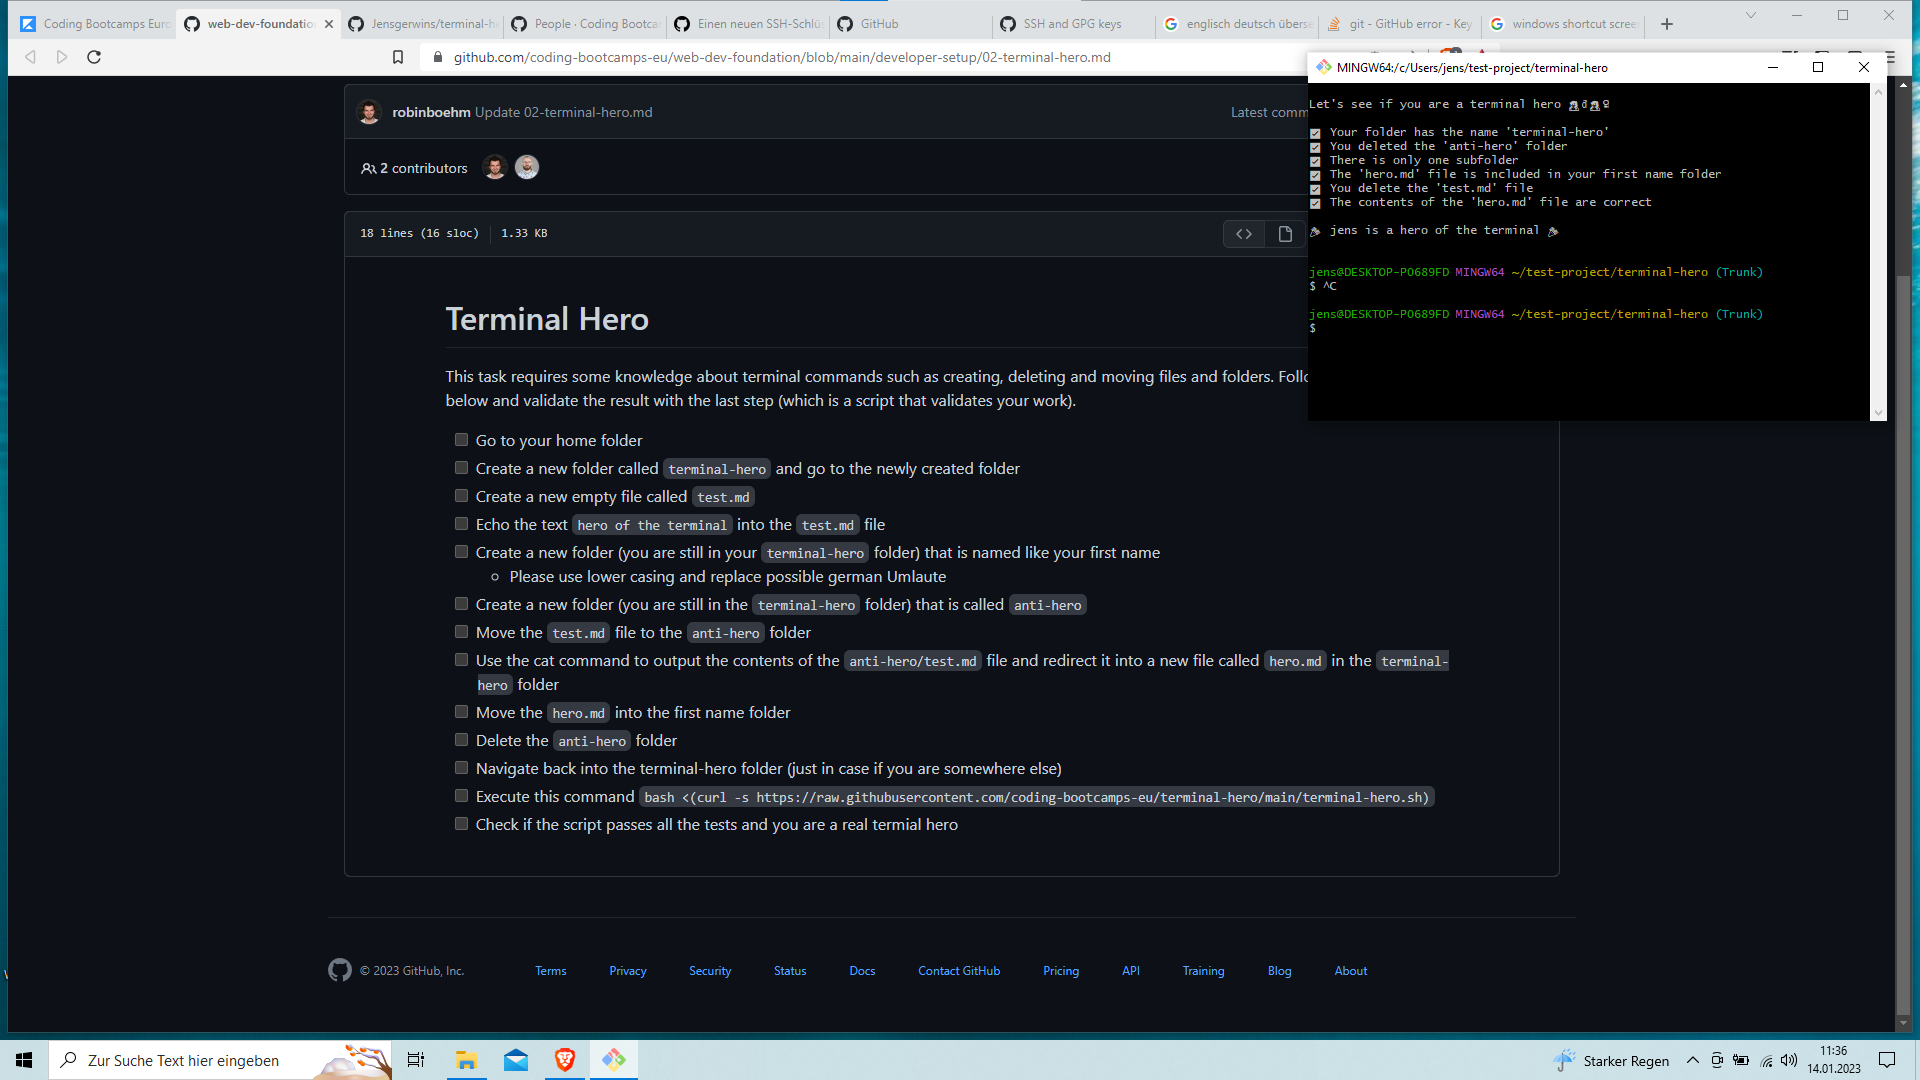 Coding Bootcamps Euro
web-dev-foundation
Jensgerwins/terminal-he
People · Coding Bootca
Einen neuen SSH-Schlüs
GitHub
SSH and GPG keys
englisch deutsch überse
git - GitHub error - Key
windows shortcut scree
github.com/coding-bootcamps-eu/web-dev-foundation/blob/main/developer-setup/02-terminal-hero.md
robinboehm Update 02-terminal-hero.md
Latest comm
2 contributors
18 lines (16 sloc)
1.33 KB
Terminal Hero
This task requires some knowledge about terminal commands such as creating, deleting and moving files and folders. Follo
below and validate the result with the last step (which is a script that validates your work).
Go to your home folder
Create a new folder called terminal-hero and go to the newly created folder
Create a new empty file called test.md
Echo the text hero of the terminal into the test.md file
Create a new folder (you are still in your terminal-hero folder) that is named like your first name
Please use lower casing and replace possible german Umlaute
Create a new folder (you are still in the terminal-hero folder) that is called anti-hero
Move the test.md file to the anti-hero folder
Use the cat command to output the contents of the anti-hero/test.md file and redirect it into a new file called hero.md in the terminal-
hero folder
Move the hero.md into the first name folder
Delete the anti-hero folder
Navigate back into the terminal-hero folder (just in case if you are somewhere else)
Execute this command bash <(curl -s https://raw.githubusercontent.com/coding-bootcamps-eu/terminal-hero/main/terminal-hero.sh)
Check if the script passes all the tests and you are a real termial hero
© 2023 GitHub, Inc.
Terms
Privacy
Security
Status
Docs
Contact GitHub
Pricing
API
Training
Blog
About
MINGW64:/c/Users/jens/test-project/terminal-hero
Let's see if you are a terminal hero
Your folder has the name 'terminal-hero'
You deleted the 'anti-hero' folder
There is only one subfolder
The 'hero.md' file is included in your first name folder
You delete the 'test.md' file
The contents of the 'hero.md' file are correct
jens is a hero of the terminal
jens@DESKTOP-PO689FD MINGW64 ~/test-project/terminal-hero (Trunk)
$ ^C
jens@DESKTOP-PO689FD MINGW64 ~/test-project/terminal-hero (Trunk)
$
Zur Suche Text hier eingeben
Starker Regen
11:36
14.01.2023